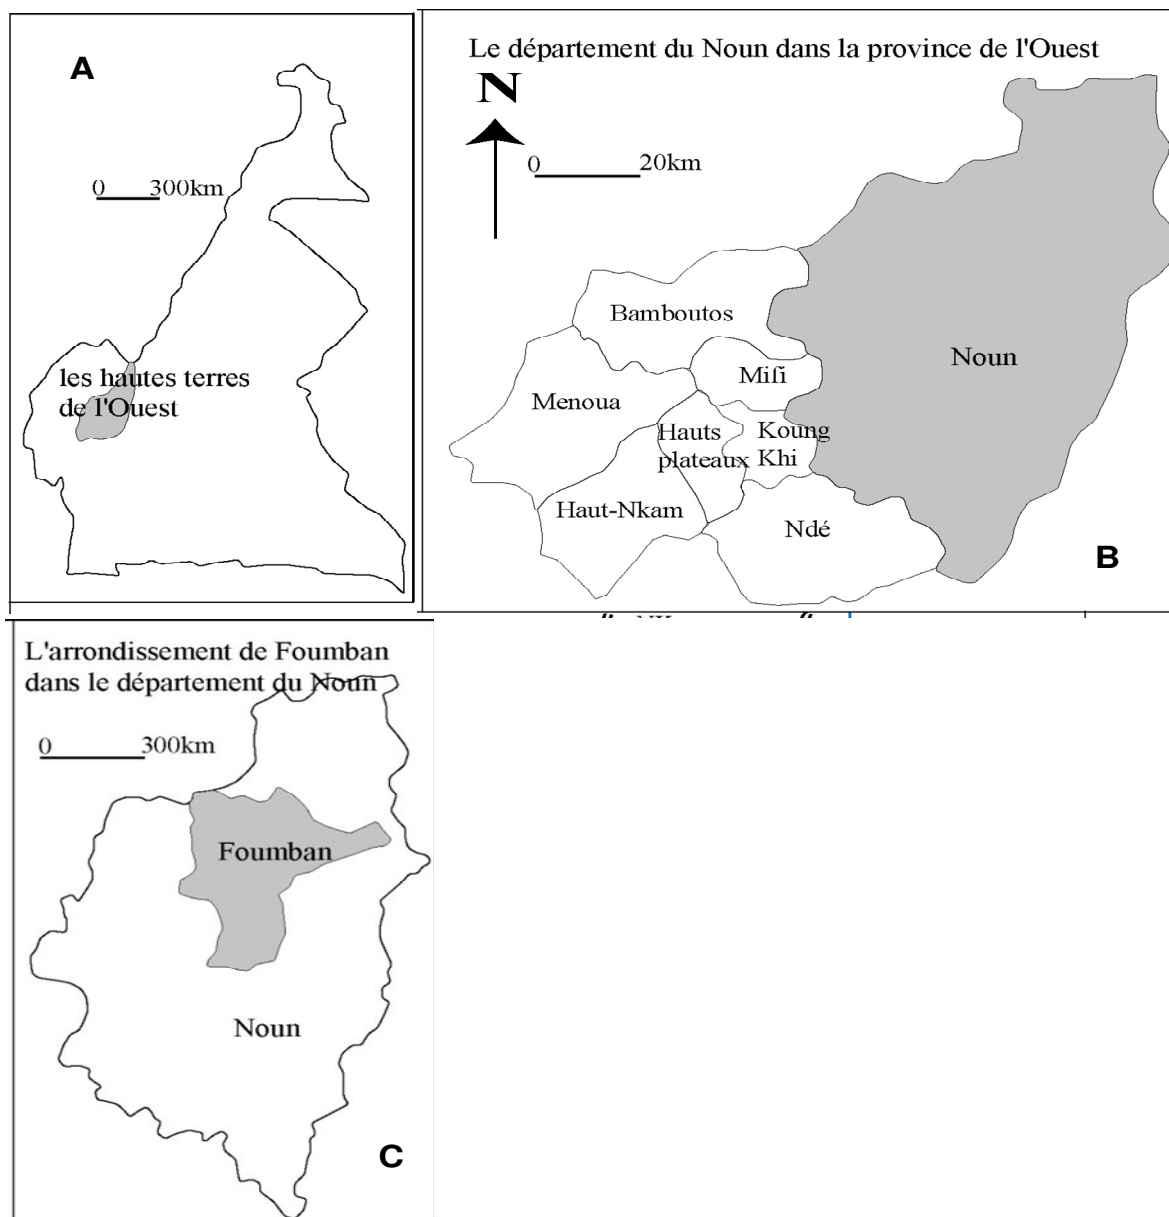 A
0 300km
les hautes terres
de l'Ouest
Le département du Noun dans la province de l'Ouest
N
0 20km
Bamboutos
Noun
Mifi
Menoua
Hauts
plateaux
Koung
Khi
Haut-Nkam
Ndé
B
L'arrondissement de Foumban
dans le département du Noun
0 300km
Foumban
Noun
C